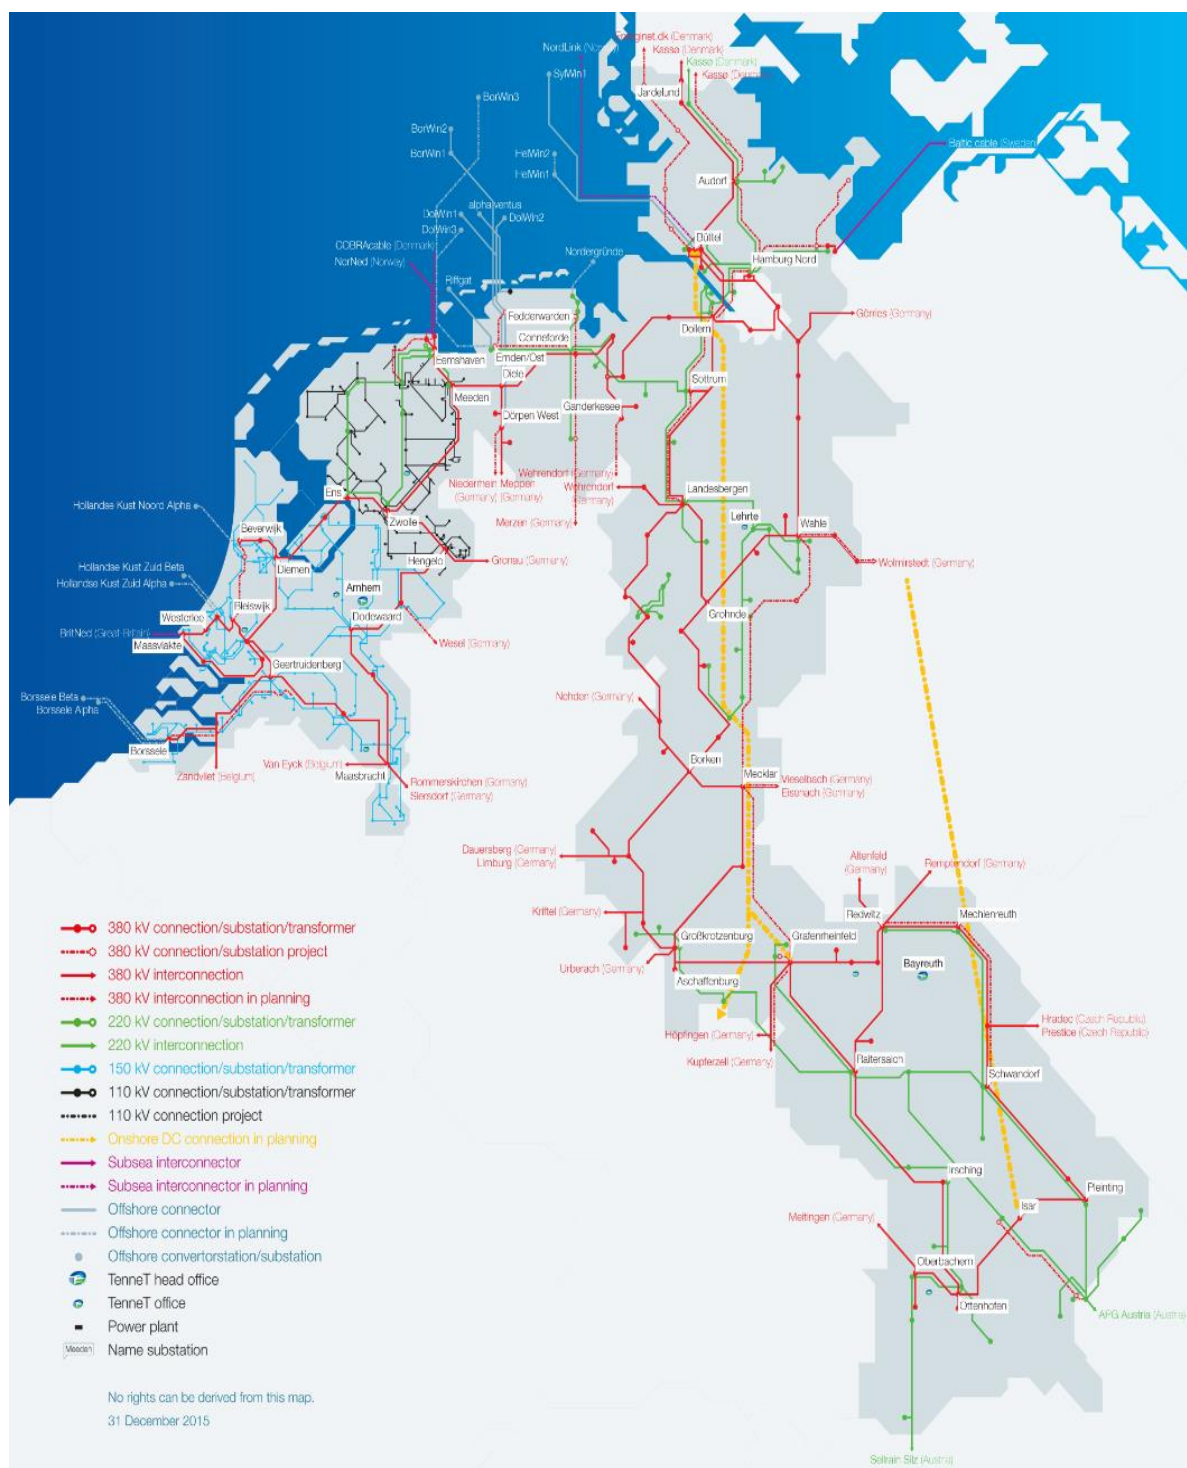 NordLink (Norway)
Energinet.dk (Denmark)
Kassø (Denmark)
Kassø (Denmark)
Kassø (Denmark)
SylWin1
Jardelund
BorWin3
BorWin2
BorWin1
HelWin2
HelWin1
Baltic cable (Sweden)
Audorf
DolWin1
alpha ventus
DolWin2
DolWin3
Büttel
COBRAcable (Denmark)
NorNed (Norway)
Nordergründe
Hamburg Nord
Riffgat
Fedderwarden
Görries (Germany)
Conneforde
Dollern
Eemshaven
Emden/Ost
Diele
Sottrum
Meeden
Dörpen West
Ganderkesee
Wehrendorf (Germany)
Niederrhein Meppen
(Germany) (Germany)
Wehrendorf
(Germany)
Landesbergen
Ens
Hollandse Kust Noord Alpha
Zwolle
Merzen (Germany)
Lehrte
Wahle
Beverwijk
Hengelo
Gronau (Germany)
Wolmirstedt (Germany)
Diemen
Hollandse Kust Zuid Beta
Hollandse Kust Zuid Alpha
Arnhem
Bleiswijk
Westerlee
Dodewaard
Grohnde
BritNed (Great-Britain)
Maasvlakte
Wesel (Germany)
Geertruidenberg
Borssele Beta
Borssele Alpha
Nehden (Germany)
Borssele
Van Eyck (Belgium)
Borken
Zandvliet (Belgium)
Maasbracht
Rommerskirchen (Germany)
Siersdorf (Germany)
Mecklar
Vieselbach (Germany)
Eisenach (Germany)
Dauersberg (Germany)
Limburg (Germany)
Altenfeld
(Germany)
Remptendorf (Germany)
Kriftel (Germany)
Redwitz
Mechlenreuth
Großkrotzenburg
Grafenrheinfeld
Urberach (Germany)
Aschaffenburg
Bayreuth
Höpfingen (Germany)
Hradec (Czech Republic)
Prestice (Czech Republic)
Kupferzell (Germany)
Raitersaich
Schwandorf
Irsching
Pleinting
Meitingen (Germany)
Isar
Oberbachern
Ottenhofen
APG Austria (Austria)
Sellrain Silz (Austria)
380 kV connection/substation/transformer
380 kV connection/substation project
380 kV interconnection
380 kV interconnection in planning
220 kV connection/substation/transformer
220 kV interconnection
150 kV connection/substation/transformer
110 kV connection/substation/transformer
110 kV connection project
Onshore DC connection in planning
Subsea interconnector
Subsea interconnector in planning
Offshore connector
Offshore connector in planning
Offshore convertorstation/substation
TenneT head office
TenneT office
Power plant
Meeden Name substation
No rights can be derived from this map.
31 December 2015